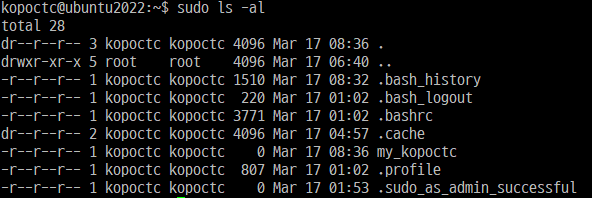 kopoctc@ubuntu2022:~$ sudo ls -al
total 28
dr--r--r-- 3 kopoctc kopoctc 4096 Mar 17 08:36 .
drwxr-xr-x 5 root    root    4096 Mar 17 06:40 ..
-r--r--r-- 1 kopoctc kopoctc 1510 Mar 17 08:32 .bash_history
-r--r--r-- 1 kopoctc kopoctc  220 Mar 17 01:02 .bash_logout
-r--r--r-- 1 kopoctc kopoctc 3771 Mar 17 01:02 .bashrc
dr--r--r-- 2 kopoctc kopoctc 4096 Mar 17 04:57 .cache
-r--r--r-- 1 kopoctc kopoctc    0 Mar 17 08:36 my_kopoctc
-r--r--r-- 1 kopoctc kopoctc  807 Mar 17 01:02 .profile
-r--r--r-- 1 kopoctc kopoctc    0 Mar 17 01:53 .sudo_as_admin_successful